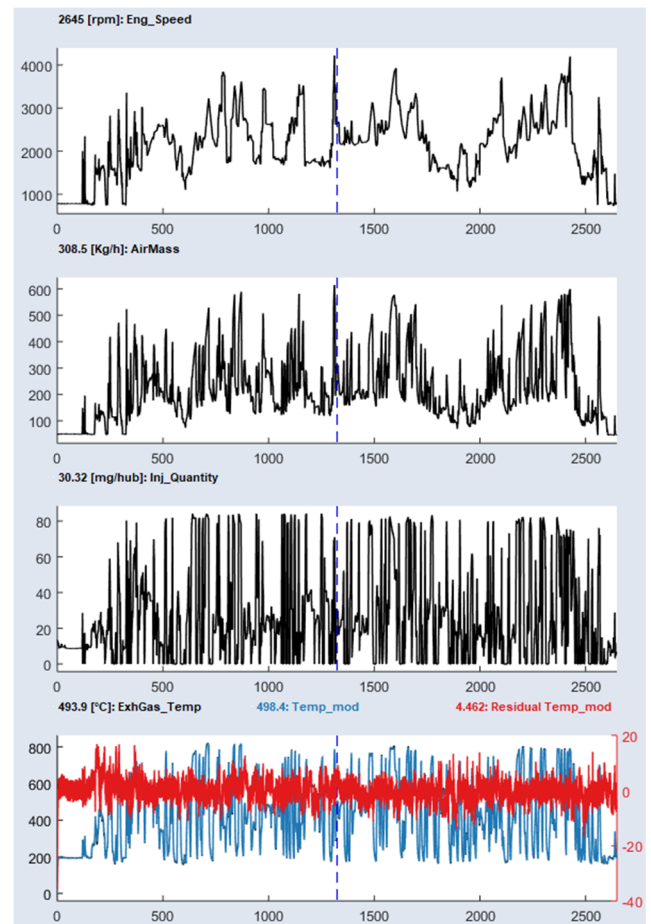 2645 [rpm]: Eng_Speed
4000
3000
2000
1000
0 500 1000 1500 2000 2500
308.5 [Kg/h]: AirMass
600
500
400
300
200
100
0 500 1000 1500 2000 2500
30.32 [mg/hub]: Inj_Quantity
80
60
40
20
0
0 500 1000 1500 2000 2500
493.9 [°C]: ExhGas_Temp 498.4: Temp_mod 4.462: Residual Temp_mod
800 20
600 0
400 -20
200
0 -40
0 500 1000 1500 2000 2500